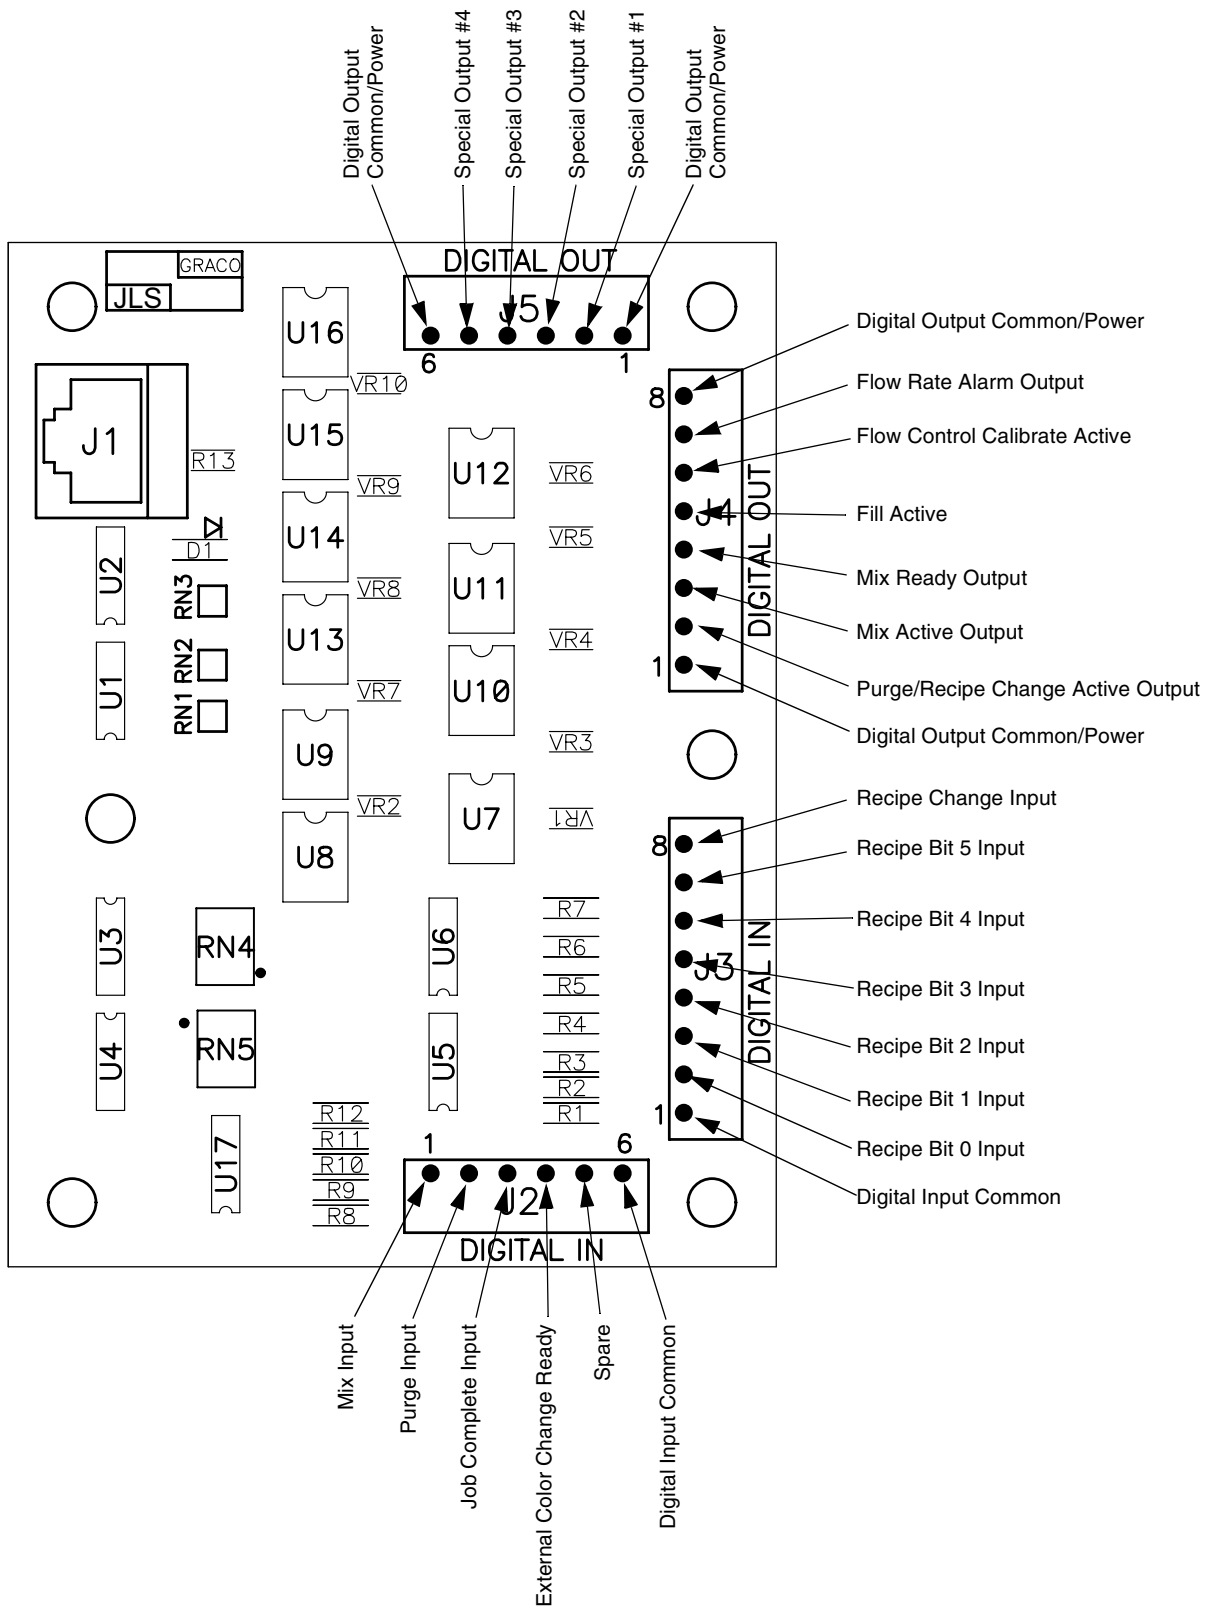 Digital Output
Common/Power
Special Output #4
Special Output #3
Special Output #2
Special Output #1
Digital Output
Common/Power
GRACO
JLS
DIGITAL OUT
J5
6
1
U16
VR10
J1
R13
U15
VR9
U14
VR8
U13
VR7
U9
VR2
U8
U12
VR6
VR5
U11
VR4
U10
VR3
U7
VR1
D1
U2
RN3
RN2
U1
RN1
8
J4
DIGITAL OUT
1
Digital Output Common/Power
Flow Rate Alarm Output
Flow Control Calibrate Active
Fill Active
Mix Ready Output
Mix Active Output
Purge/Recipe Change Active Output
Digital Output Common/Power
8
J3
DIGITAL IN
1
Recipe Change Input
Recipe Bit 5 Input
Recipe Bit 4 Input
Recipe Bit 3 Input
Recipe Bit 2 Input
Recipe Bit 1 Input
Recipe Bit 0 Input
Digital Input Common
U3
RN4
U6
U4
RN5
U5
U17
R7
R6
R5
R4
R3
R2
R1
R12
R11
R10
R9
R8
1
6
J2
DIGITAL IN
Mix Input
Purge Input
Job Complete Input
External Color Change Ready
Spare
Digital Input Common